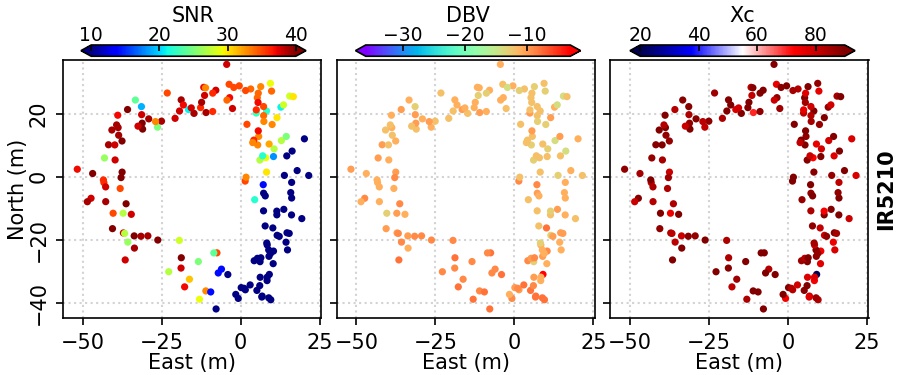 SNR
DBV
Xc
10 20 30 40
−30 −20 −10
20 40 60 80
North (m)
20
0
−20
−40
IR5210
−50 −25 0 25
−50 −25 0 25
−50 −25 0 25
East (m)
East (m)
East (m)